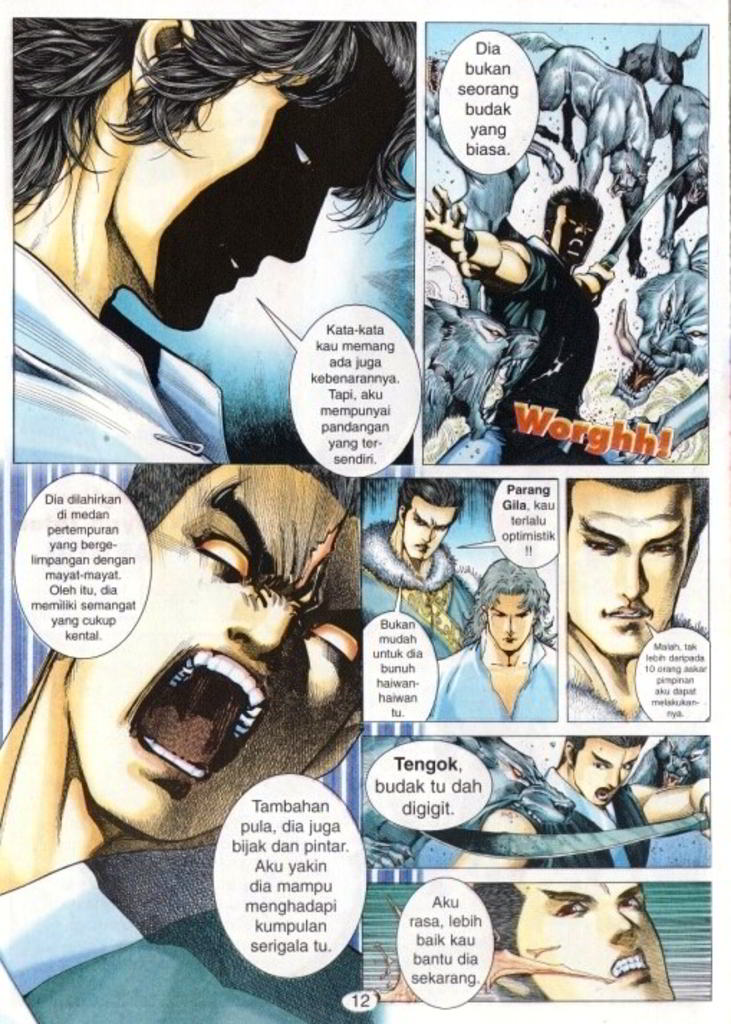 Kata-kata
kau memang
ada juga
kebenarannya.
Tapi, aku
mempunyai
pandangan
yang ter-
sendiri.
Dia
bukan
seorang
budak
yang
biasa.
Worghh!
Dia dilahirkan
di medan
pertempuran
yang berge-
limpangan dengan
mayat-mayat.
Oleh itu, dia
memiliki semangat
yang cukup
kental.
Tambahan
pula, dia juga
bijak dan pintar.
Aku yakin
dia mampu
menghadapi
kumpulan
serigala tu.
Parang
Gila, kau
terlalu
optimistik
!!
Bukan
mudah
untuk dia
bunuh
haiwan-
haiwan
tu.
Malah, tak
lebih daripada
10 orang askar
pimpinan
aku dapat
melakukan-
nya.
Tengok,
budak tu dah
digigit.
Aku
rasa, lebih
baik kau
bantu dia
sekarang.
12